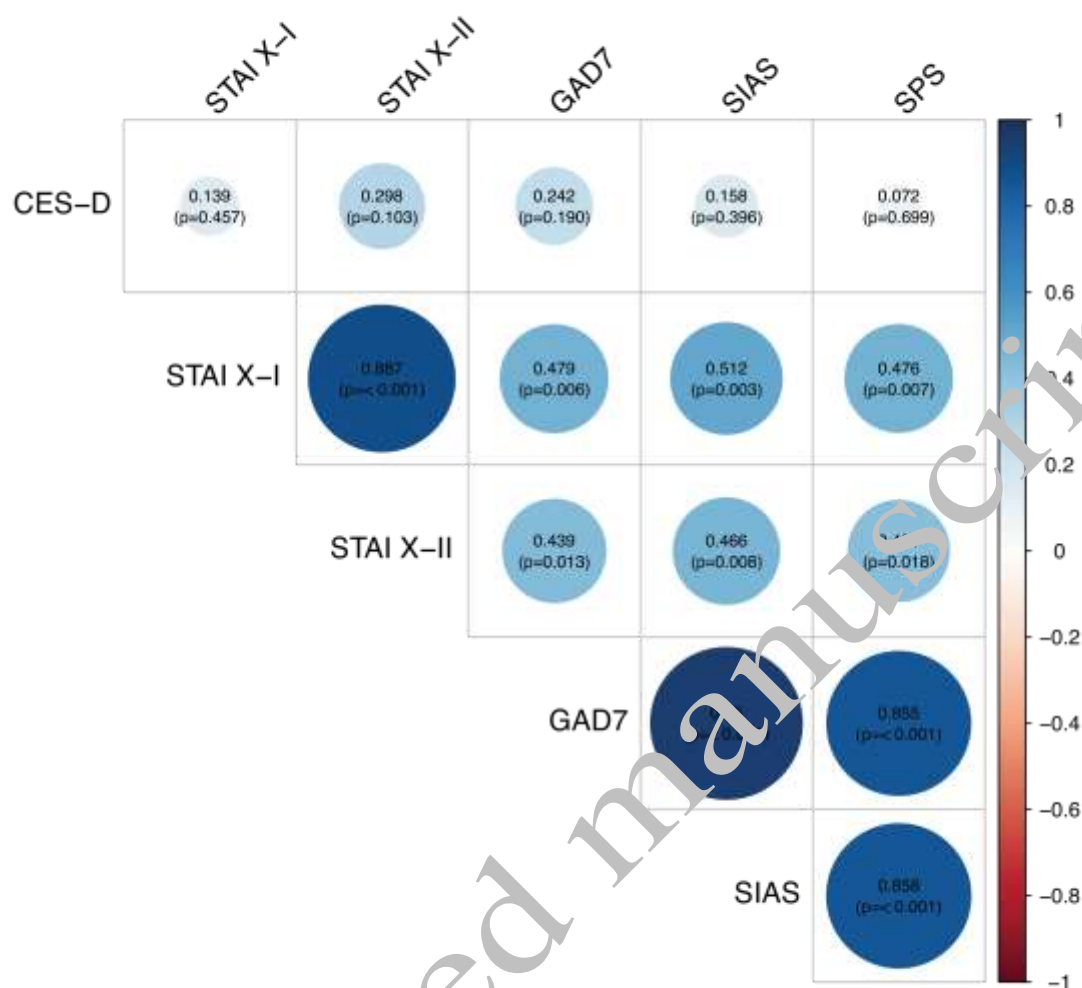 STAI X−I STAI X−II GAD7 SIAS SPS
CES−D
0.139 0.298 0.242 0.158 0.072
(p=0.457) (p=0.103) (p=0.190) (p=0.396) (p=0.699)
STAI X−I
0.887 0.479 0.512 0.476
(p=<0.001) (p=0.006) (p=0.003) (p=0.007)
STAI X−II
0.439 0.466
(p=0.013) (p=0.008) (p=0.018)
GAD7
0.855
(p=<0.001)
SIAS
0.858
(p=<0.001)
1
0.8
0.6
0.4
0.2
0
−0.2
−0.4
−0.6
−0.8
−1
ed manuscri